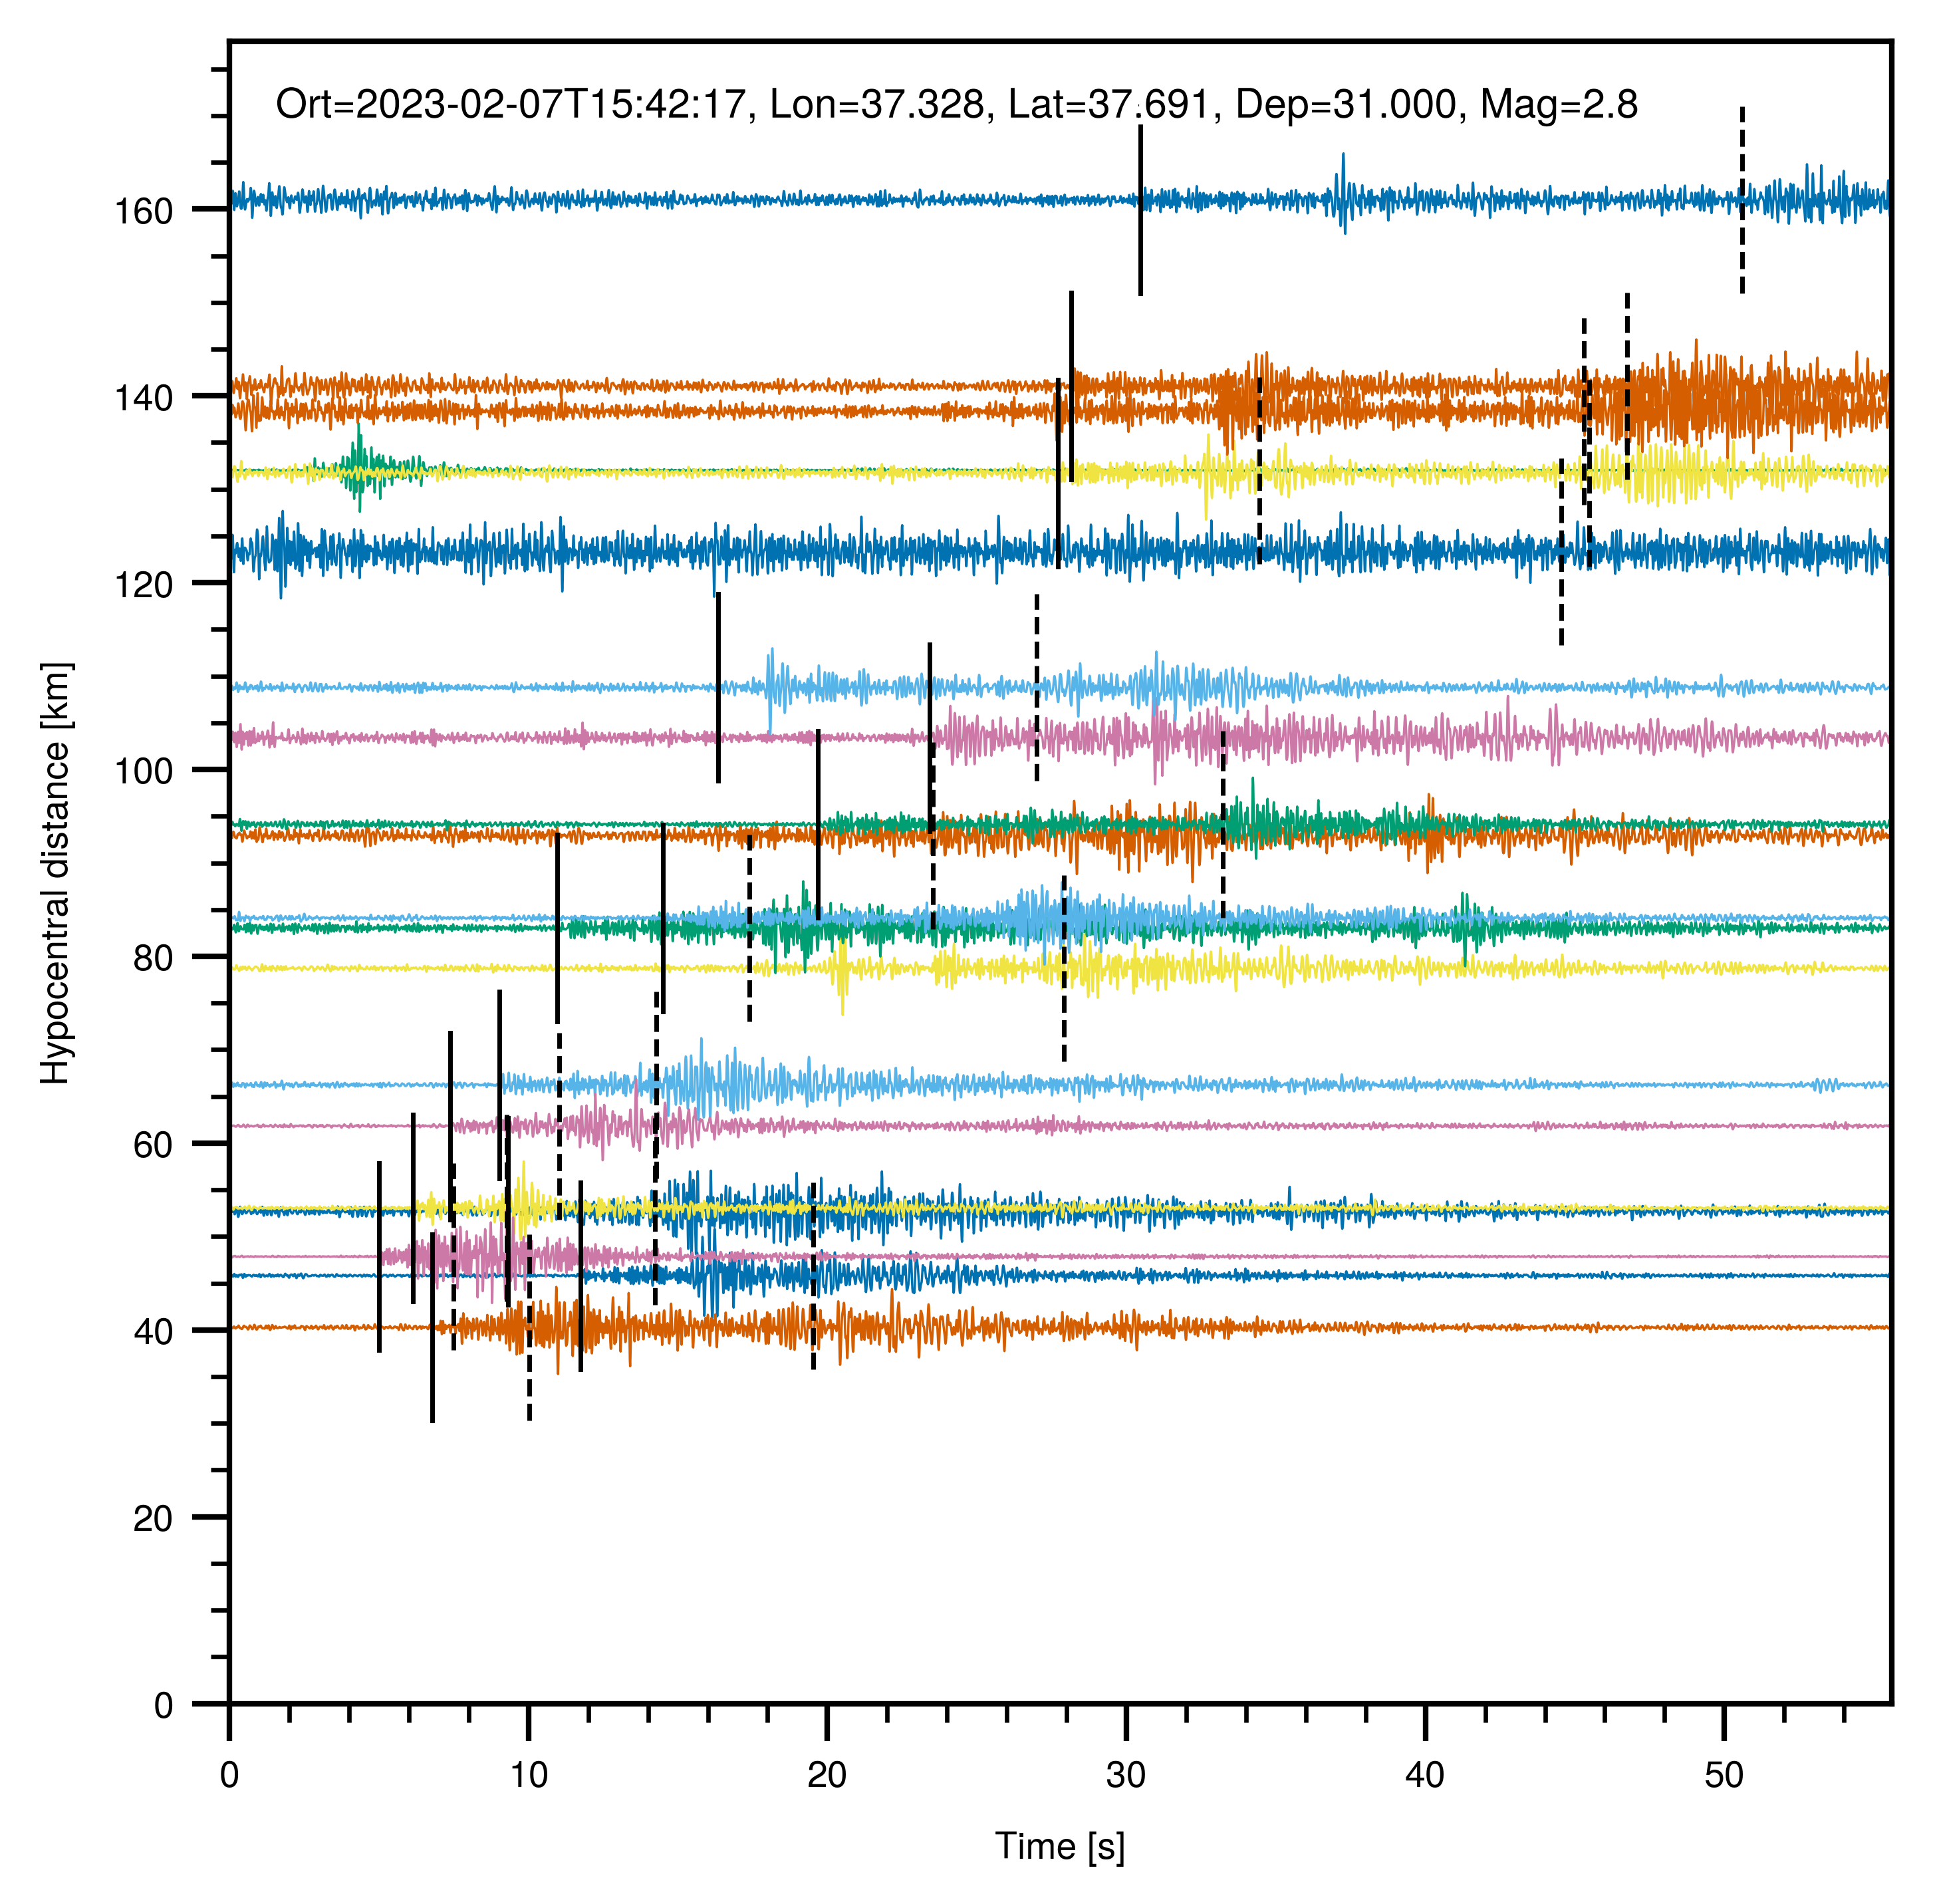 Ort=2023-02-07T15:42:17, Lon=37.328, Lat=37.691, Dep=31.000, Mag=2.8
160
140
120
100
80
60
40
20
0
Hypocentral distance [km]
0 10 20 30 40 50
Time [s]